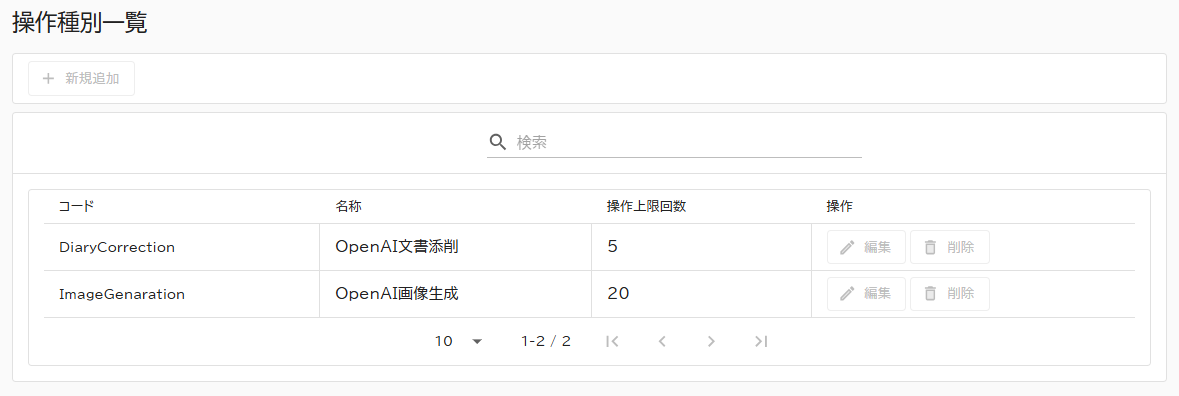 操作種別一覧
新規追加
検索
コード 名称 操作上限回数 操作
DiaryCorrection OpenAI文書添削 5 編集 削除
ImageGenaration OpenAI画像生成 20 編集 削除
10 1-2 / 2